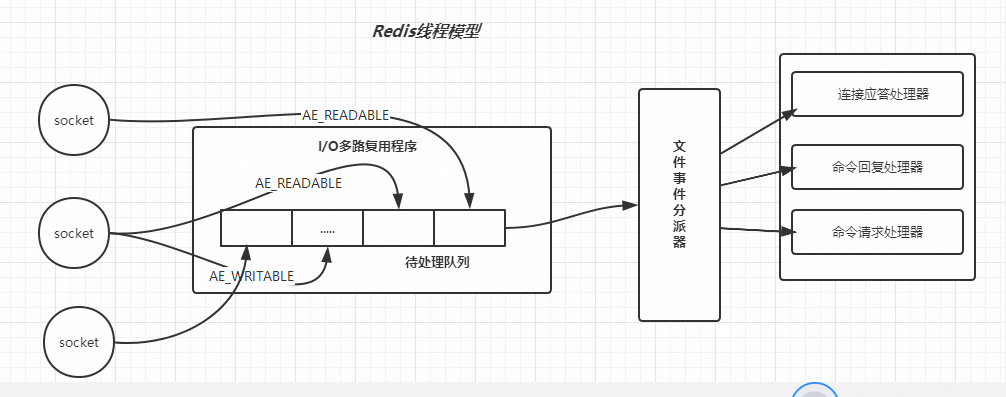 Redis线程模型
socket
AE_READABLE
I/O多路复用程序
AE_READABLE
socket
.....
待处理队列
AE_WRITABLE
socket
文件事件分派器
连接应答处理器
命令回复处理器
命令请求处理器